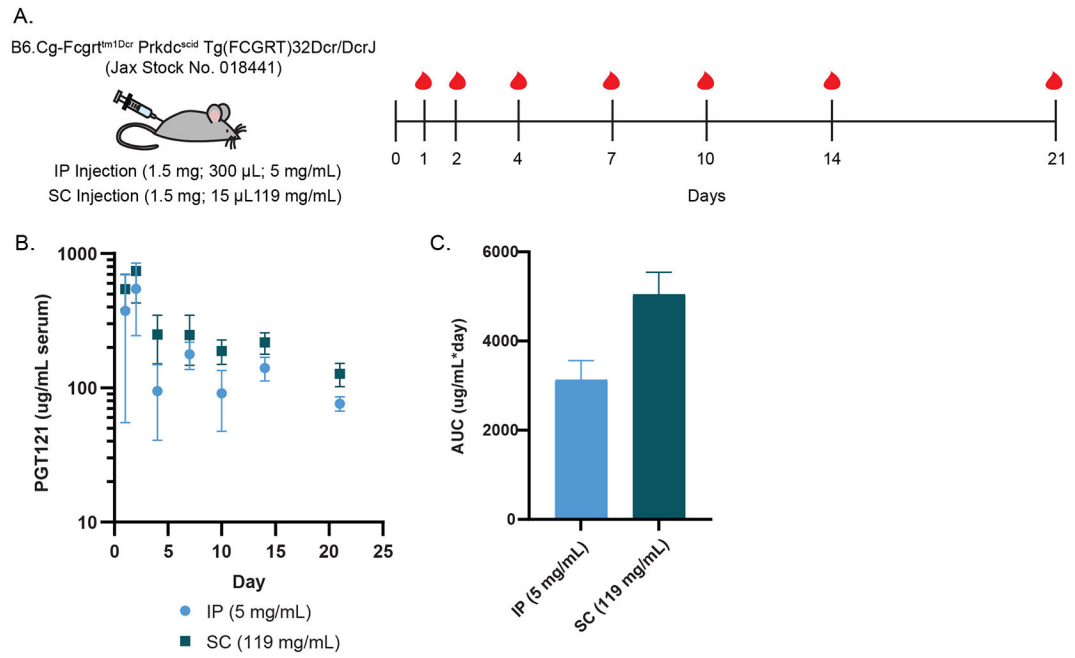 A.
B6.Cg-Fcgrttm1Dcr Prkdcscid Tg(FCGRT)32Dcr/DcrJ
(Jax Stock No. 018441)
IP Injection (1.5 mg; 300 µL; 5 mg/mL)
SC Injection (1.5 mg; 15 µL119 mg/mL)
0 1 2 4 7 10 14 21
Days
B.
1000
100
10
PGT121 (ug/mL serum)
0 5 10 15 20 25
Day
IP (5 mg/mL)
SC (119 mg/mL)
C.
6000
4000
2000
0
AUC (ug/mL*day)
IP (5 mg/mL)
SC (119 mg/mL)